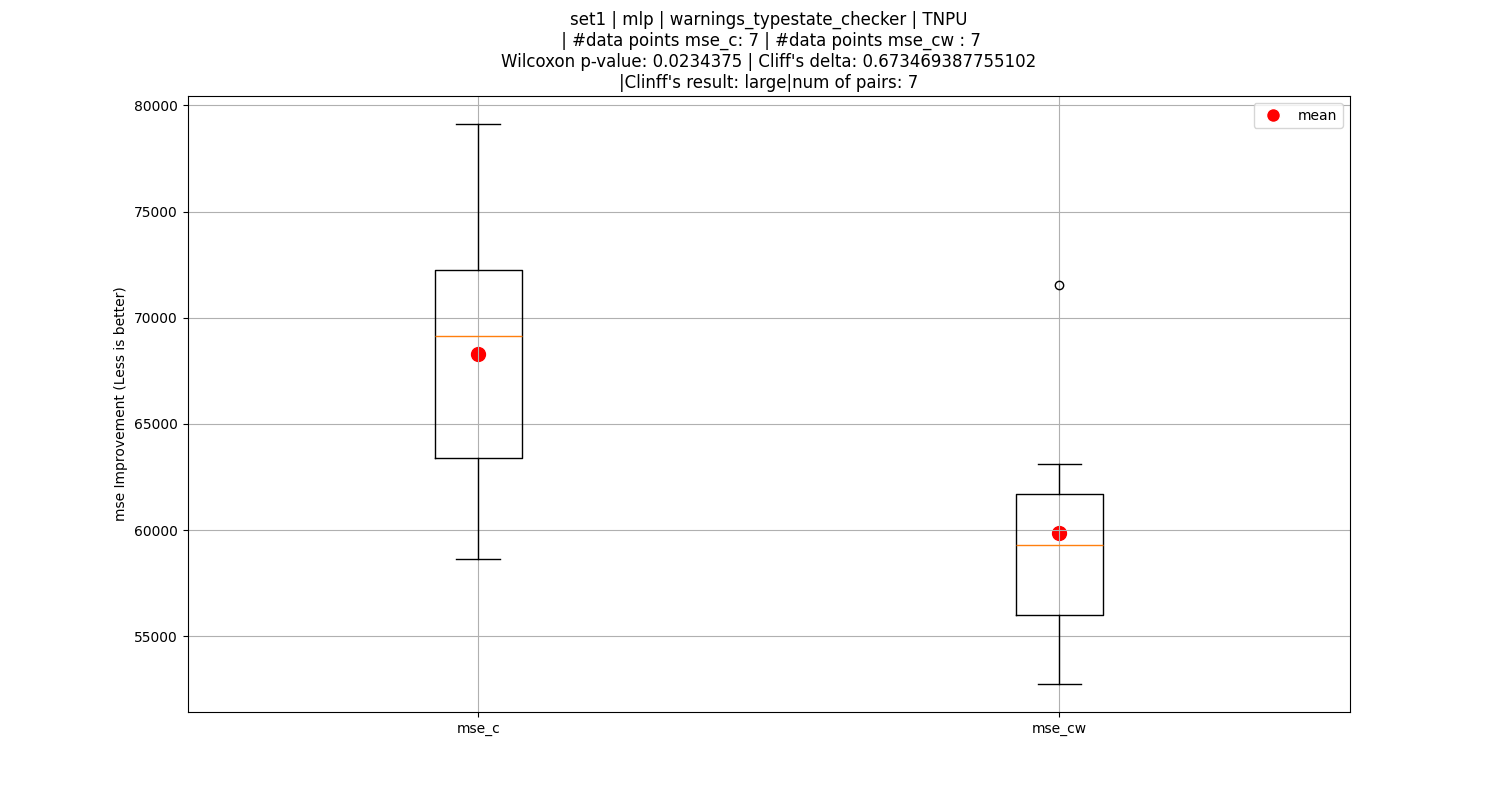 set1 | mlp | warnings_typestate_checker | TNPU
| #data points mse_c: 7 | #data points mse_cw : 7
Wilcoxon p-value: 0.0234375 | Cliff's delta: 0.673469387755102
|Clinff's result: large|num of pairs: 7
mean
80000
75000
70000
65000
60000
55000
mse Improvement (Less is better)
mse_c
mse_cw